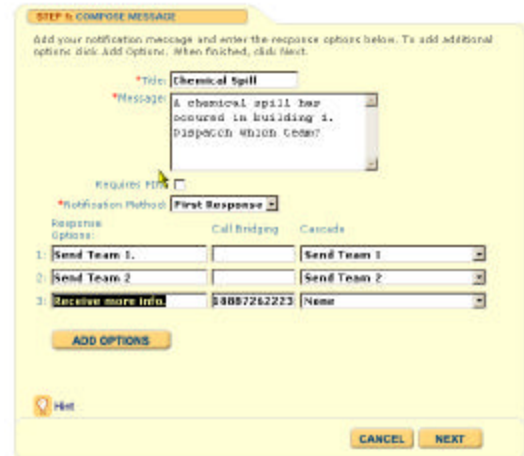 STEP 1: COMPOSE MESSAGE
Add your notification message and enter the response options below. To add additional
options click Add Options. When finished, click Next.
*Title: Chemical Spill
*Message: A chemical spill has
occured in building 1.
Dispatch which team?
Requires PIN:
*Notification Method: First Response
Response
Options: Call Bridging Cascade
1: Send Team 1. Send Team 1
2: Send Team 2 Send Team 2
3: Receive more info. 18887262223 None
ADD OPTIONS
Hint
CANCEL NEXT